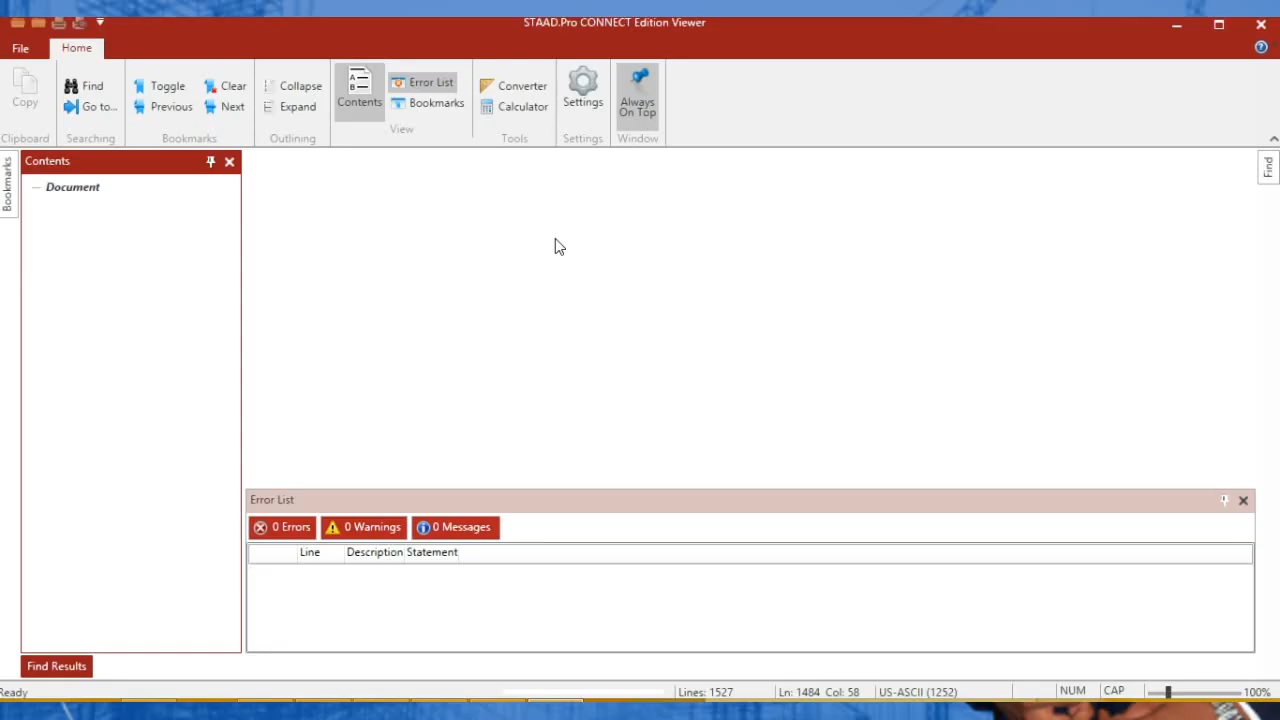 STAAD.Pro CONNECT Edition Viewer
File Home
Copy
Clipboard
Find
Go to...
Searching
Toggle Clear
Previous Next
Bookmarks
Collapse
Expand
Outlining
Contents
Error List
Bookmarks
View
Converter
Calculator
Tools
Settings
Settings
Always
On Top
Window
Bookmarks
Contents
Document
Find
Error List
0 Errors 0 Warnings 0 Messages
Line Description Statement
Find Results
Ready Lines: 1527 Ln: 1484 Col: 58 US-ASCII (1252) NUM CAP 100%